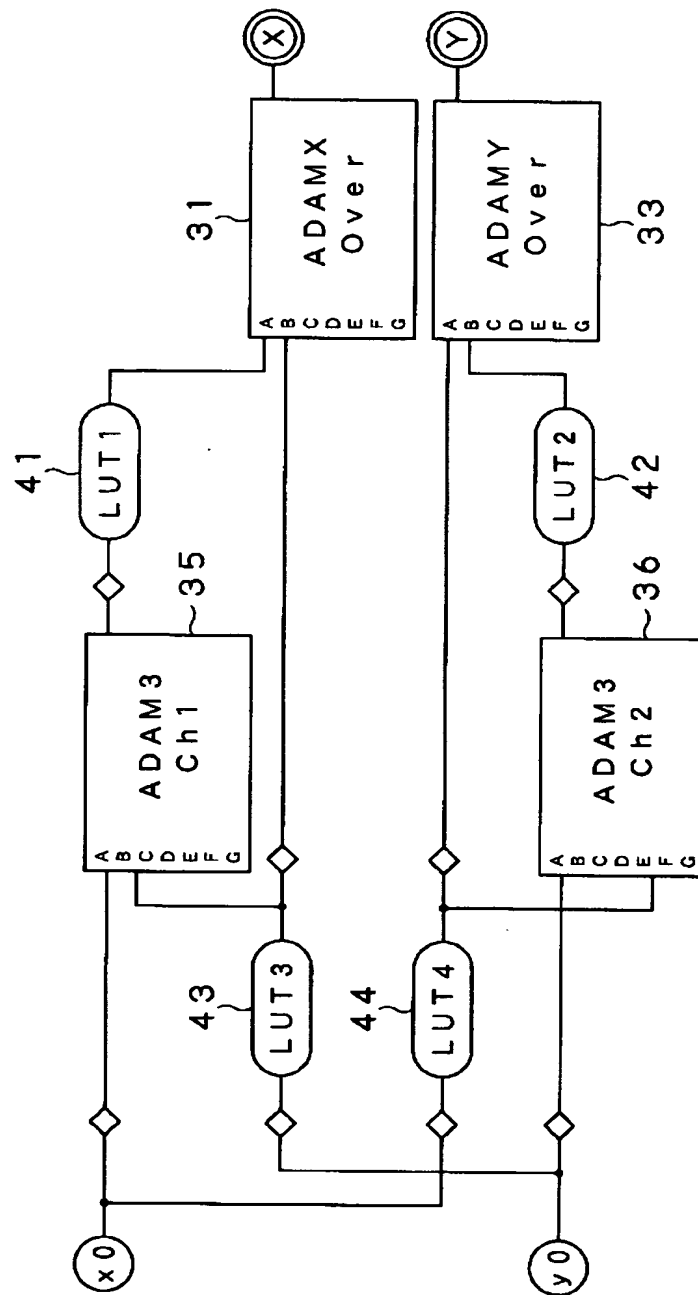 x0
y0
43
LUT3
44
LUT4
A
B
C
D
E
F
G
ADAM3
Ch1
35
A
B
C
D
E
F
G
ADAM3
Ch2
36
41
LUT1
LUT2
42
A
B
C
D
E
F
G
ADAMX
Over
31
A
B
C
D
E
F
G
ADAMY
Over
33
X
Y